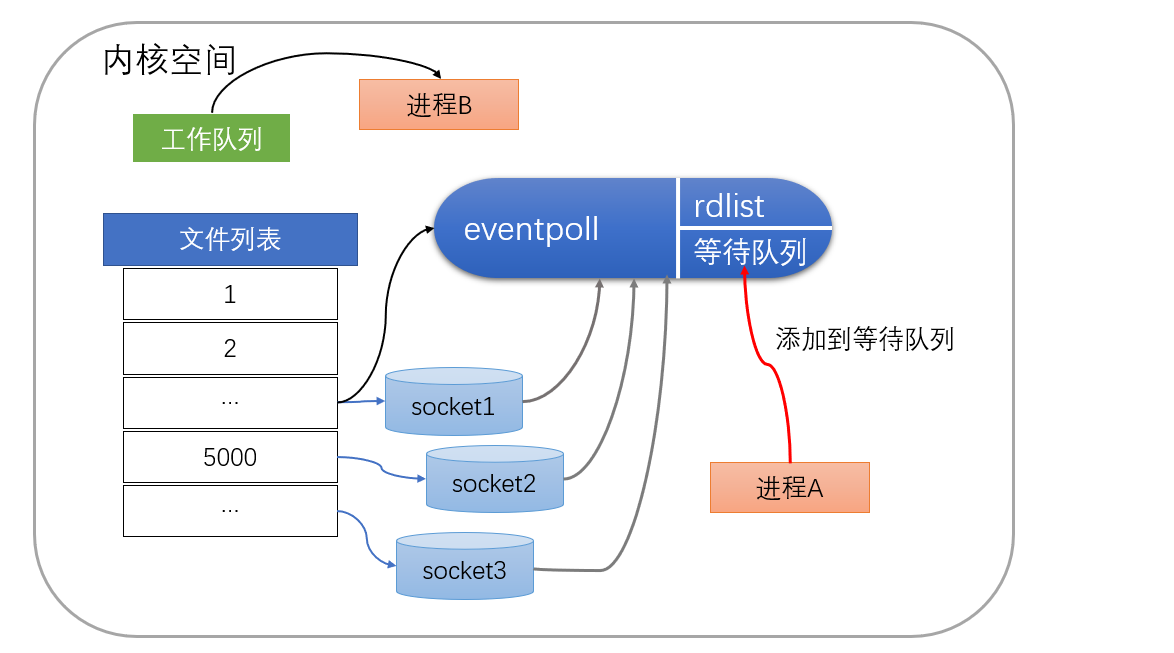 内核空间
进程B
工作队列
eventpoll
rdlist
等待队列
文件列表
1
2
...
5000
...
socket1
socket2
socket3
添加到等待队列
进程A